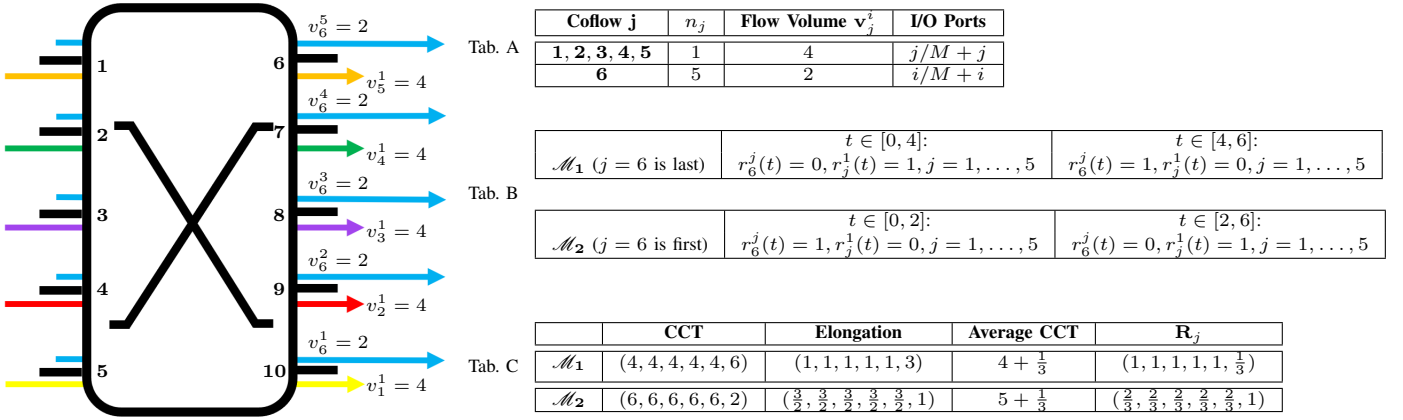 v_6^5 = 2
1
6
v_5^1 = 4
v_6^4 = 2
2
7
v_4^1 = 4
v_6^3 = 2
3
8
v_3^1 = 4
v_6^2 = 2
4
9
v_2^1 = 4
v_6^1 = 2
5
10
v_1^1 = 4
Tab. A
Coflow j n_j Flow Volume v_j^i I/O Ports
1, 2, 3, 4, 5 1 4 j/M + j
6 5 2 i/M + i
Tab. B
t ∈ [0, 4]: t ∈ [4, 6]:
ℳ_1 (j = 6 is last) r_6^j(t) = 0, r_j^1(t) = 1, j = 1, . . . , 5 r_6^j(t) = 1, r_j^1(t) = 0, j = 1, . . . , 5
t ∈ [0, 2]: t ∈ [2, 6]:
ℳ_2 (j = 6 is first) r_6^j(t) = 1, r_j^1(t) = 0, j = 1, . . . , 5 r_6^j(t) = 0, r_j^1(t) = 1, j = 1, . . . , 5
Tab. C
CCT Elongation Average CCT R_j
ℳ_1 (4, 4, 4, 4, 4, 6) (1, 1, 1, 1, 1, 3) 4 + 1/3 (1, 1, 1, 1, 1, 1/3)
ℳ_2 (6, 6, 6, 6, 6, 2) (3/2, 3/2, 3/2, 3/2, 3/2, 1) 5 + 1/3 (2/3, 2/3, 2/3, 2/3, 2/3, 1)